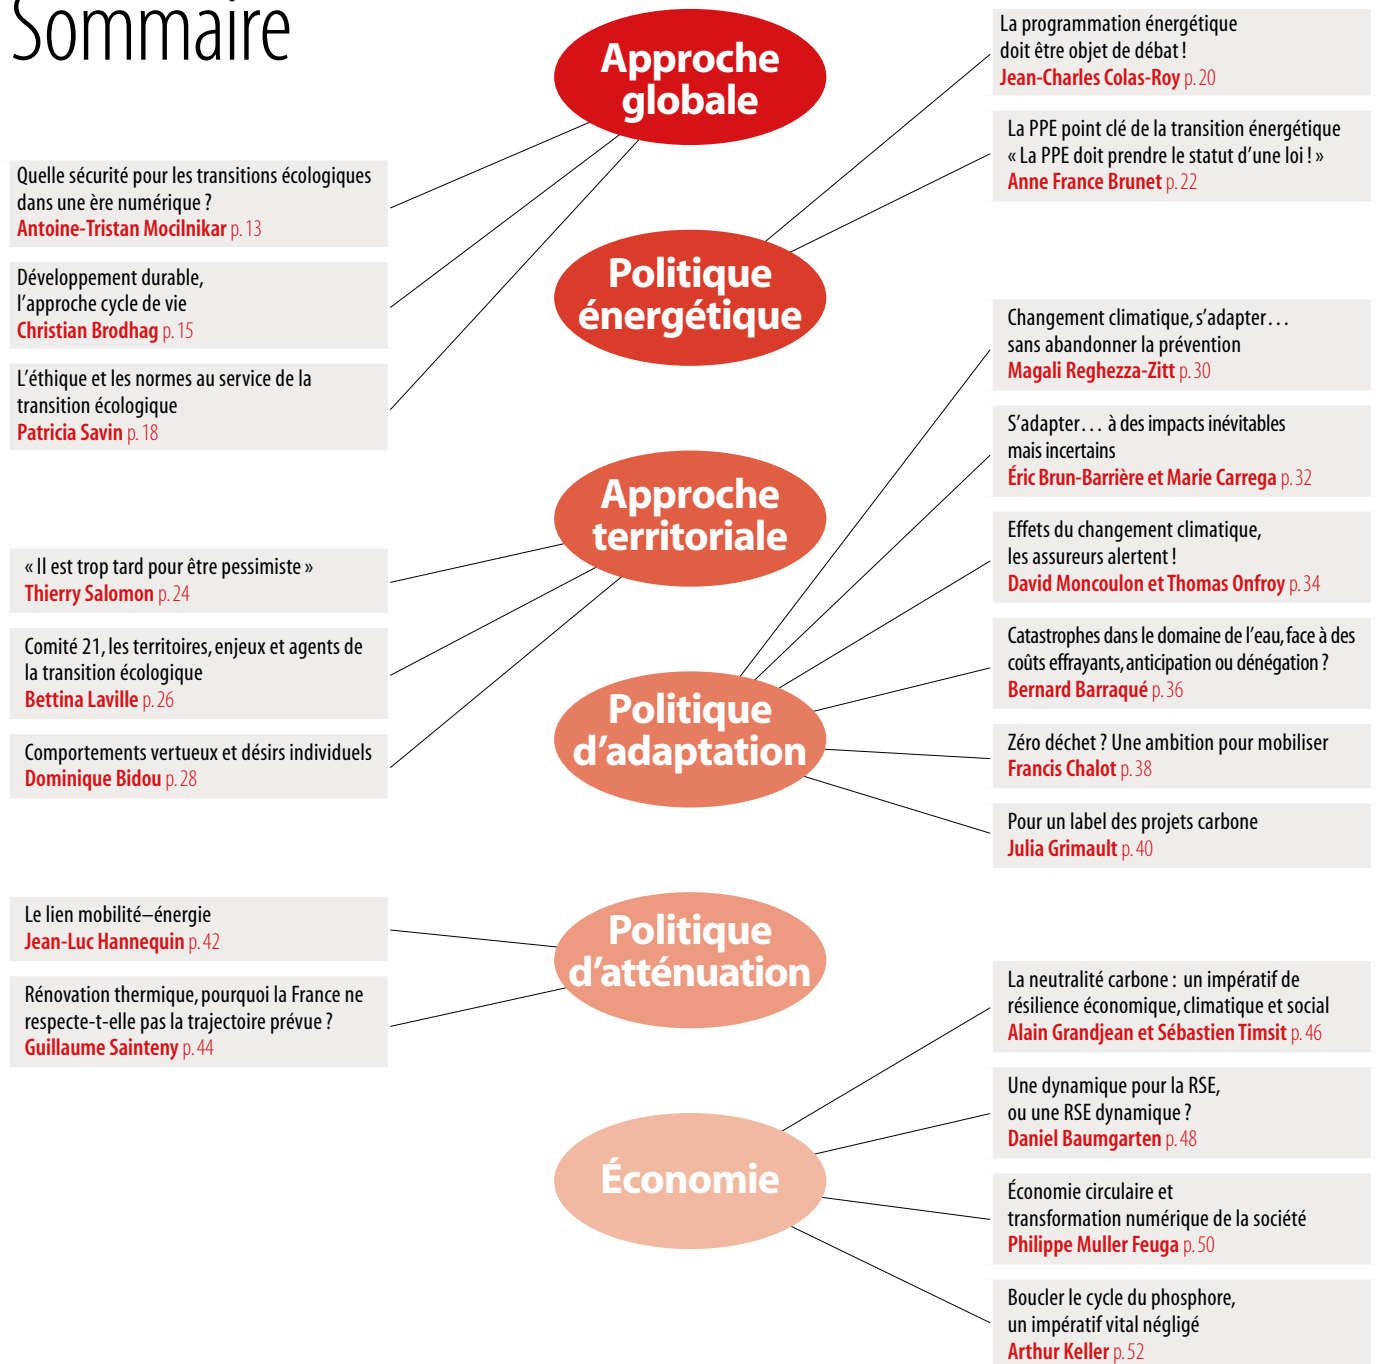 Sommaire
Approche
globale
Quelle sécurité pour les transitions écologiques
dans une ère numérique ?
Antoine-Tristan Mocilnikar p. 13
Développement durable,
l’approche cycle de vie
Christian Brodhag p. 15
L’éthique et les normes au service de la
transition écologique
Patricia Savin p. 18
Politique
énergétique
La programmation énergétique
doit être objet de débat !
Jean-Charles Colas-Roy p. 20
La PPE point clé de la transition énergétique
« La PPE doit prendre le statut d’une loi ! »
Anne France Brunet p. 22
Approche
territoriale
« Il est trop tard pour être pessimiste »
Thierry Salomon p. 24
Comité 21, les territoires, enjeux et agents de
la transition écologique
Bettina Laville p. 26
Comportements vertueux et désirs individuels
Dominique Bidou p. 28
Politique
d’adaptation
Changement climatique, s’adapter…
sans abandonner la prévention
Magali Reghezza-Zitt p. 30
S’adapter… à des impacts inévitables
mais incertains
Éric Brun-Barrière et Marie Carrega p. 32
Effets du changement climatique,
les assureurs alertent !
David Moncoulon et Thomas Onfroy p. 34
Catastrophes dans le domaine de l’eau, face à des
coûts effrayants, anticipation ou dénégation ?
Bernard Barraqué p. 36
Zéro déchet ? Une ambition pour mobiliser
Francis Chalot p. 38
Pour un label des projets carbone
Julia Grimault p. 40
Politique
d’atténuation
Le lien mobilité–énergie
Jean-Luc Hannequin p. 42
Rénovation thermique, pourquoi la France ne
respecte-t-elle pas la trajectoire prévue ?
Guillaume Sainteny p. 44
Économie
La neutralité carbone : un impératif de
résilience économique, climatique et social
Alain Grandjean et Sébastien Timsit p. 46
Une dynamique pour la RSE,
ou une RSE dynamique ?
Daniel Baumgarten p. 48
Économie circulaire et
transformation numérique de la société
Philippe Muller Feuga p. 50
Boucler le cycle du phosphore,
un impératif vital négligé
Arthur Keller p. 52